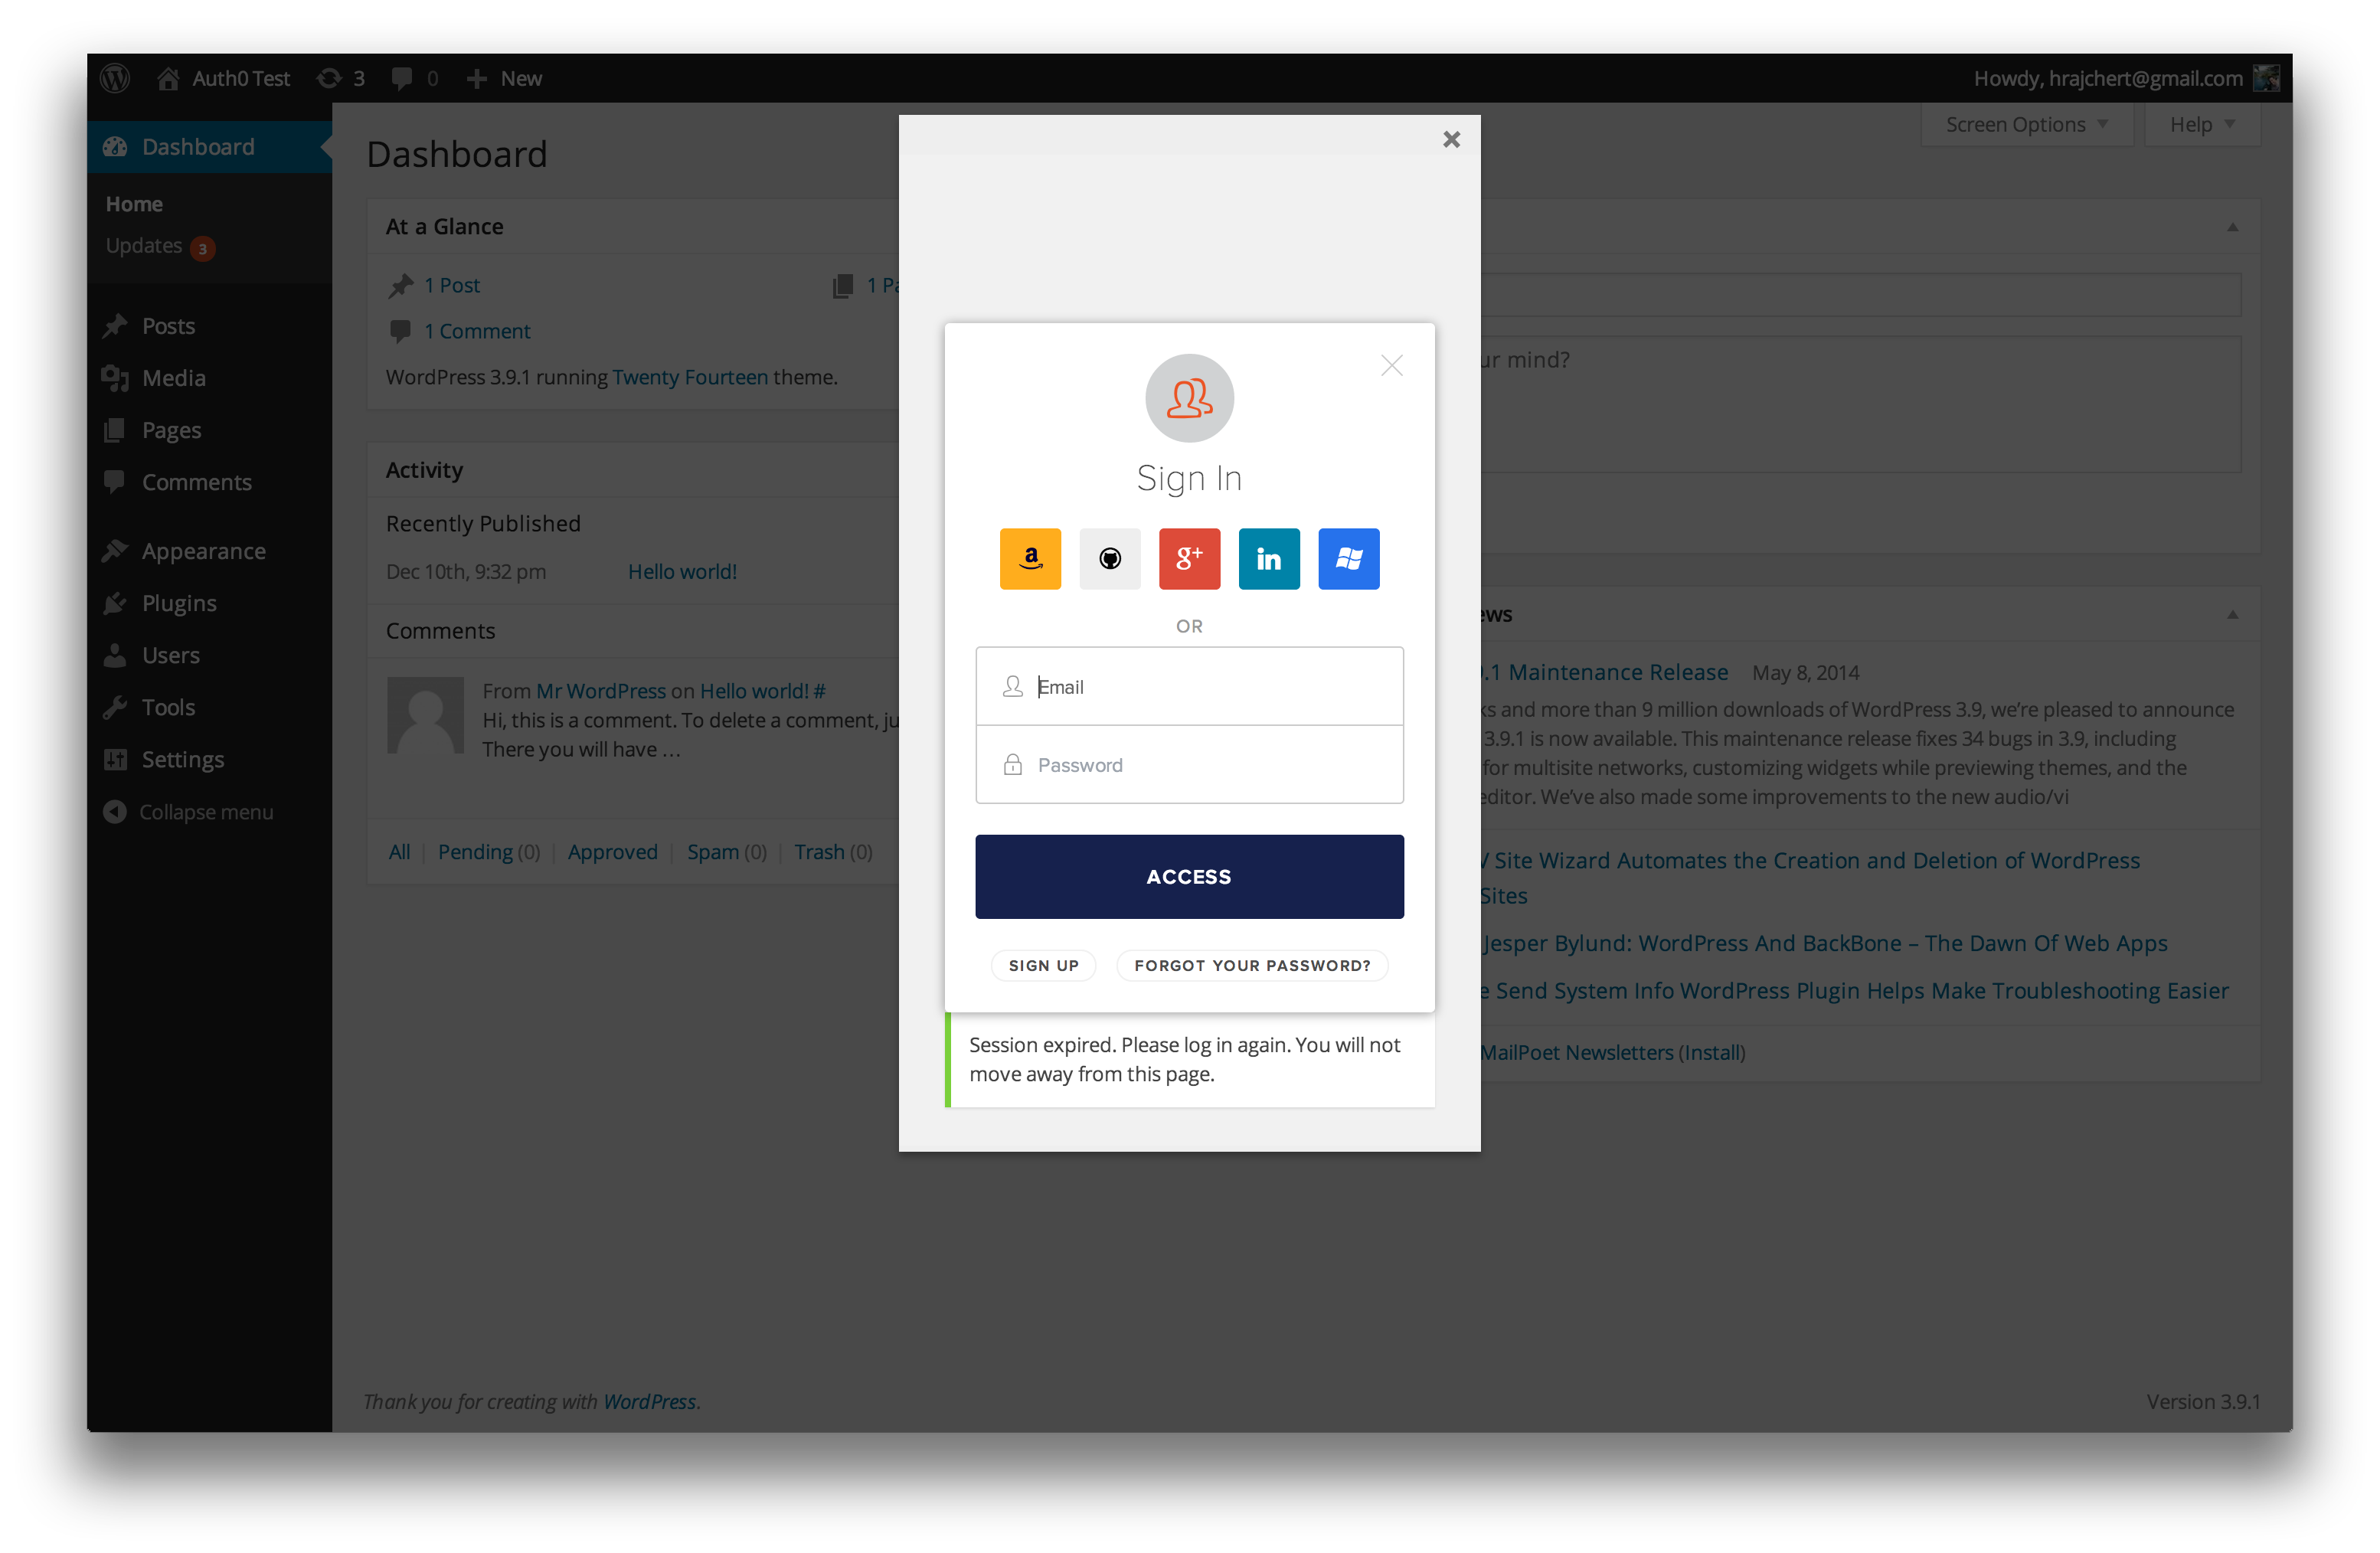 Auth0 Test 3 0 New Howdy, hrajchert@gmail.com
Dashboard
Home
Updates 3
Posts
Media
Pages
Comments
Appearance
Plugins
Users
Tools
Settings
Collapse menu
Screen Options Help
Dashboard
At a Glance
1 Post
1 Comment
WordPress 3.9.1 running Twenty Fourteen theme.
Activity
Recently Published
Dec 10th, 9:32 pm Hello world!
Comments
From Mr WordPress on Hello world! #
Hi, this is a comment. To delete a comment,
There you will have …
All | Pending (0) | Approved | Spam (0) | Trash (0)
Sign In
a g+ in
OR
Email
Password
ACCESS
SIGN UP FORGOT YOUR PASSWORD?
Session expired. Please log in again. You will not
move away from this page.
mind?
.1 Maintenance Release May 8, 2014
and more than 9 million downloads of WordPress 3.9, we’re pleased to announce
3.9.1 is now available. This maintenance release fixes 34 bugs in 3.9, including
for multisite networks, customizing widgets while previewing themes, and the
editor. We’ve also made some improvements to the new audio/vi
Site Wizard Automates the Creation and Deletion of WordPress
Sites
Jesper Bylund: WordPress And BackBone – The Dawn Of Web Apps
Send System Info WordPress Plugin Helps Make Troubleshooting Easier
MailPoet Newsletters (Install)
Thank you for creating with WordPress.
Version 3.9.1